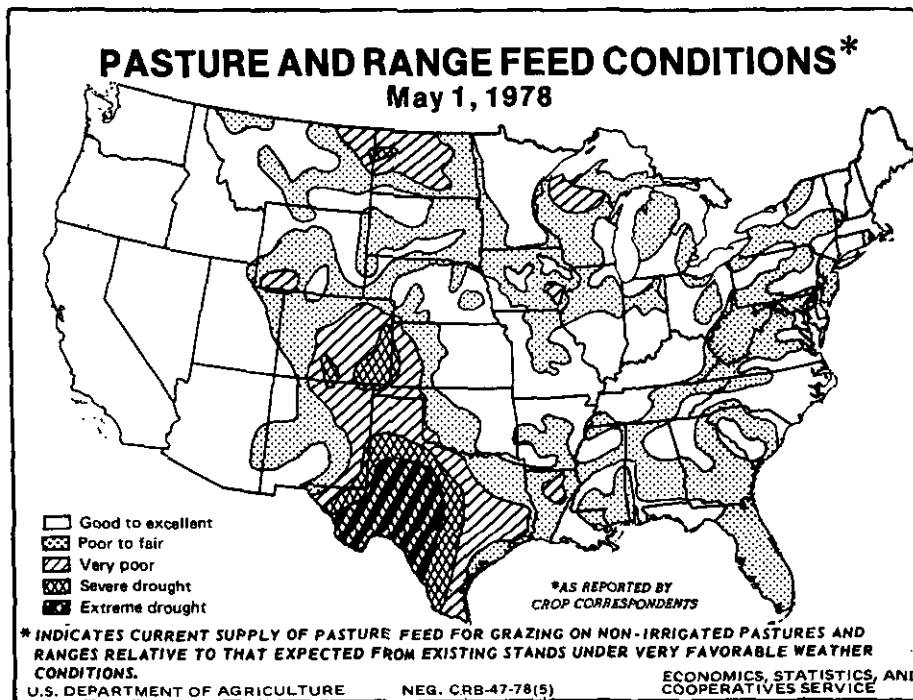 PASTURE AND RANGE FEED CONDITIONS*
May 1, 1978
Good to excellent
Poor to fair
Very poor
Severe drought
Extreme drought
*AS REPORTED BY
CROP CORRESPONDENTS
* INDICATES CURRENT SUPPLY OF PASTURE FEED FOR GRAZING ON NON-IRRIGATED PASTURES AND
RANGES RELATIVE TO THAT EXPECTED FROM EXISTING STANDS UNDER VERY FAVORABLE WEATHER
CONDITIONS.
U.S. DEPARTMENT OF AGRICULTURE NEG. CRB-47-78(5) ECONOMICS, STATISTICS, AND
COOPERATIVES SERVICE